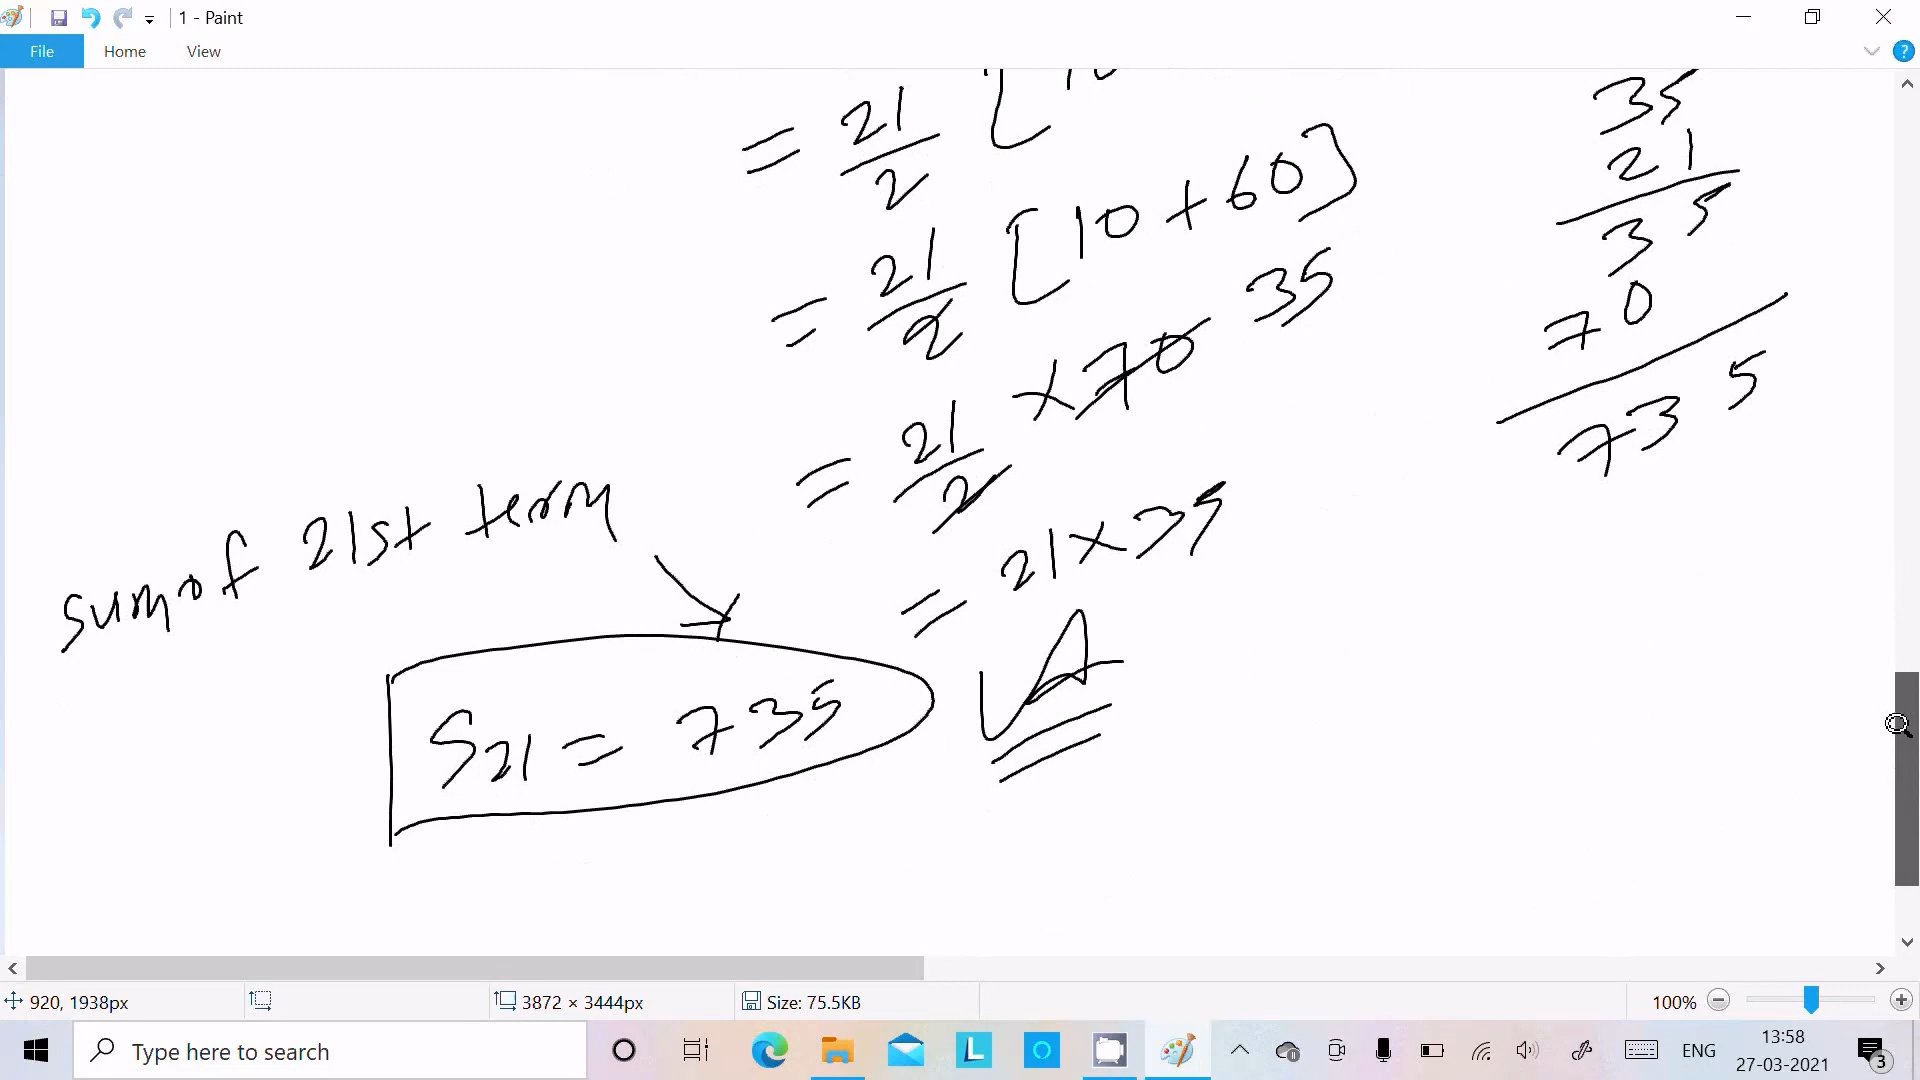 1 - Paint
File Home View
= 21/2 [10
= 21/2 [10 + 60]
= 21/2 × 70 35
= 21 × 35
sum of 21st term
S21 = 735
35
21
35
70
735
920, 1938px 3872 × 3444px Size: 75.5KB 100%
Type here to search
L
ENG
13:58
27-03-2021
3